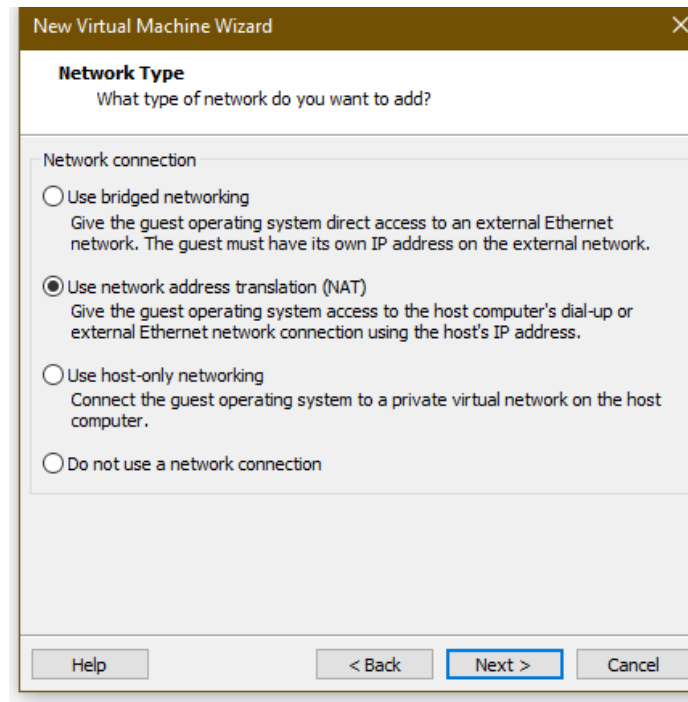 New Virtual Machine Wizard
Network Type
What type of network do you want to add?
Network connection
Use bridged networking
Give the guest operating system direct access to an external Ethernet
network. The guest must have its own IP address on the external network.
Use network address translation (NAT)
Give the guest operating system access to the host computer's dial-up or
external Ethernet network connection using the host's IP address.
Use host-only networking
Connect the guest operating system to a private virtual network on the host
computer.
Do not use a network connection
Help < Back Next > Cancel